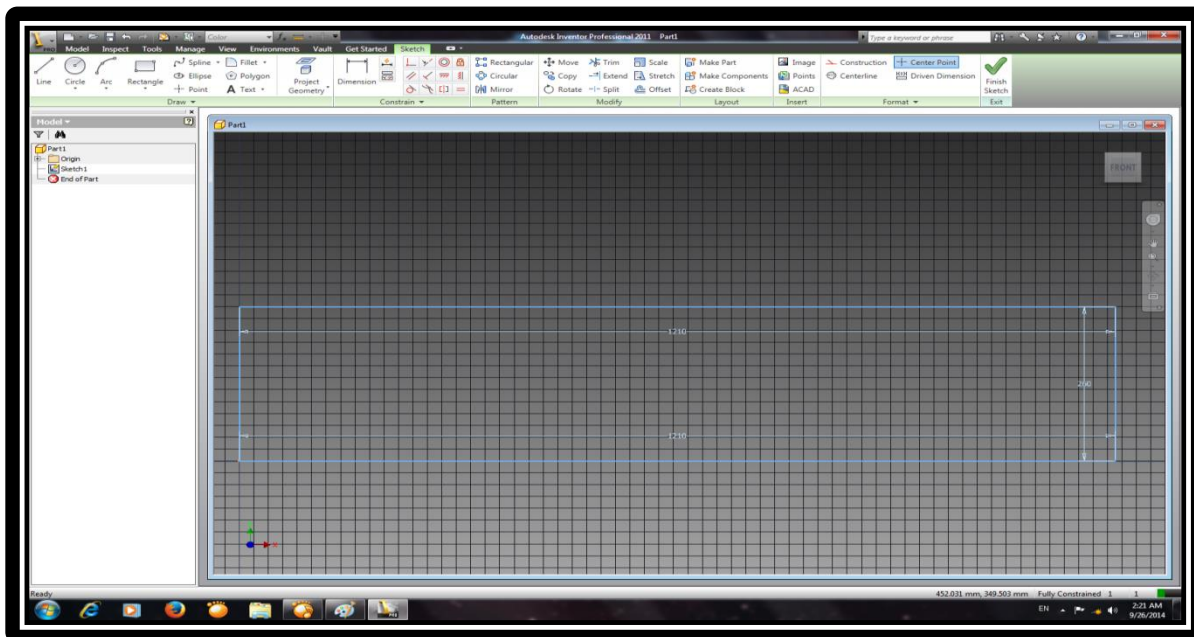 Color
Autodesk Inventor Professional 2011 Part1
Type a keyword or phrase
PRO
Model Inspect Tools Manage View Environments Vault Get Started Sketch
Line Circle Arc Rectangle
Spline Fillet
Ellipse Polygon
Point A Text
Project Geometry
Dimension
Rectangular
Circular
Mirror
Move Trim Scale
Copy Extend Stretch
Rotate Split Offset
Make Part
Make Components
Create Block
Image
Points
ACAD
Construction Center Point
Centerline Driven Dimension
Finish Sketch
Draw Constrain Pattern Modify Layout Insert Format Exit
Model
Part1
Origin
Sketch1
End of Part
Part1
FRONT
1210
260
1210
x
Ready
452.031 mm, 349.503 mm Fully Constrained 1 1
EN
2:21 AM
9/26/2014